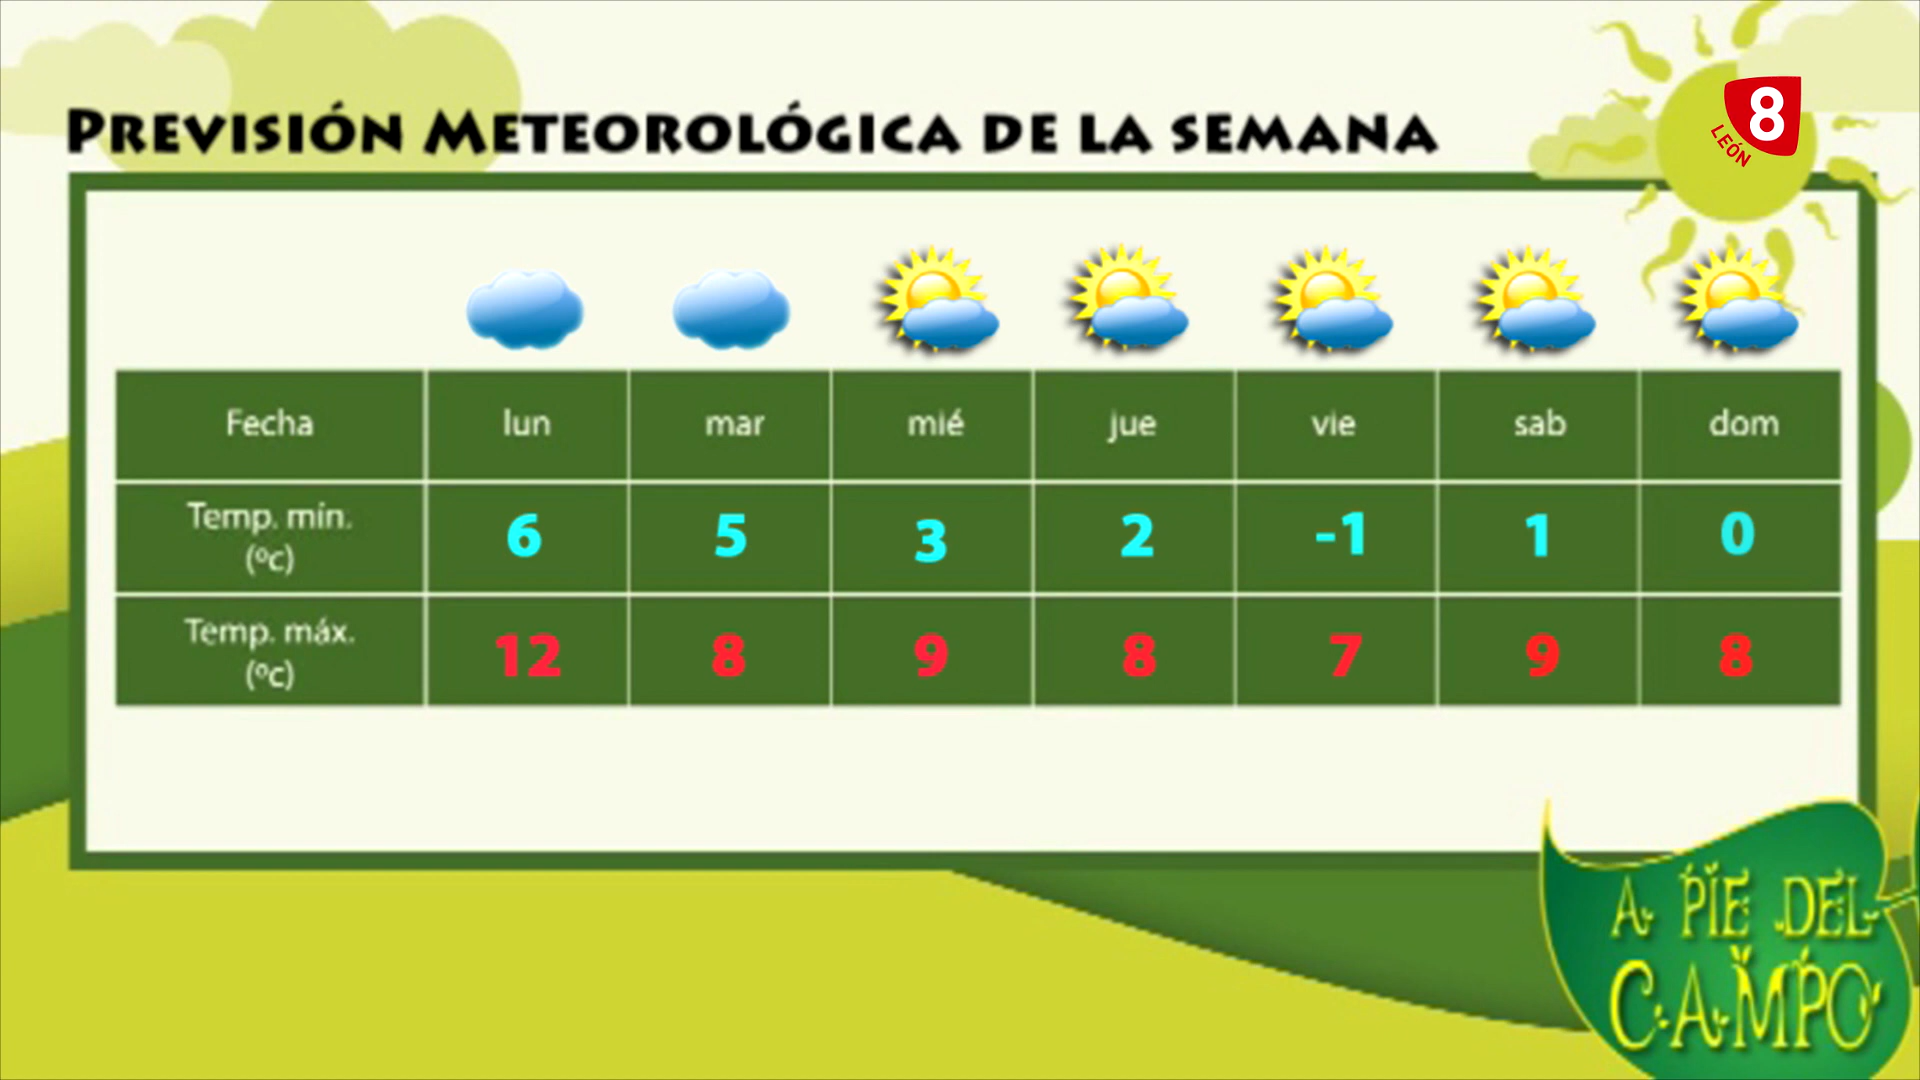 PREVISIÓN METEOROLÓGICA DE LA SEMANA
8
LEÓN
Fecha lun mar mié jue vie sab dom
Temp. mín. (ºc) 6 5 3 2 -1 1 0
Temp. máx. (ºc) 12 8 9 8 7 9 8
A PIE DEL
CAMPO